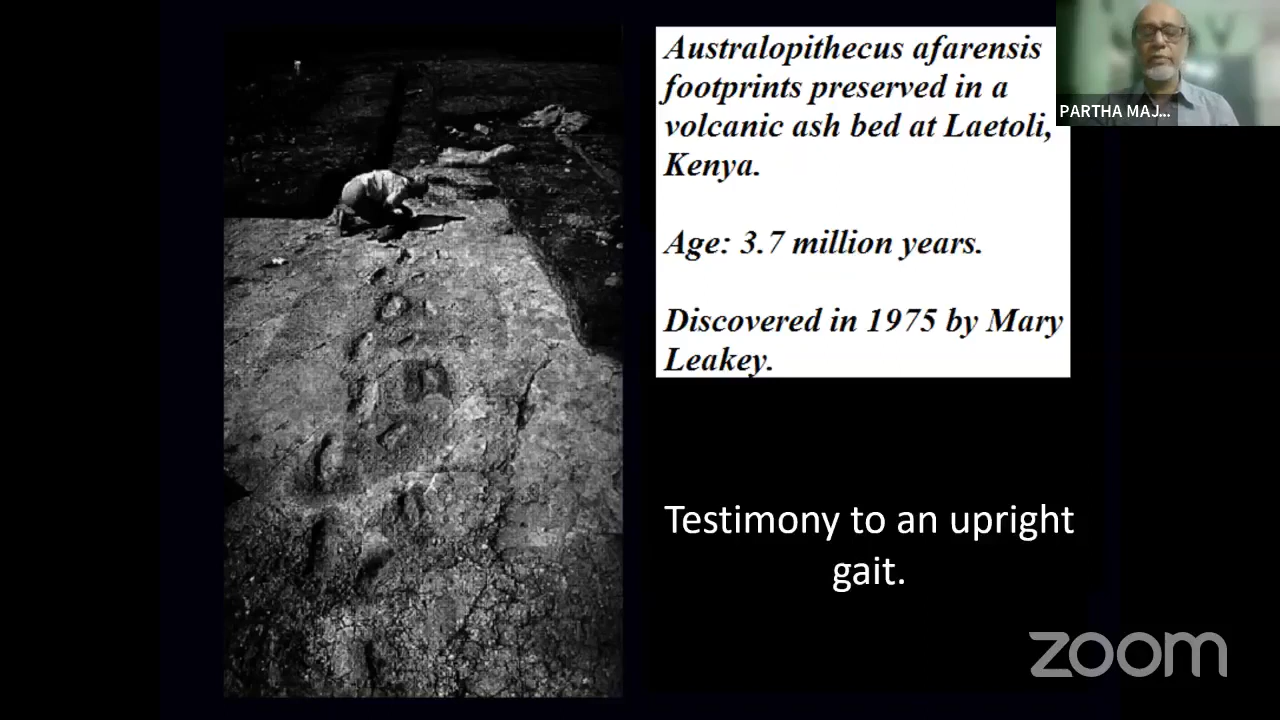 Australopithecus afarensis
footprints preserved in a
volcanic ash bed at Laetoli,
Kenya.
Age: 3.7 million years.
Discovered in 1975 by Mary
Leakey.
Testimony to an upright
gait.
PARTHA MAJ...
zoom